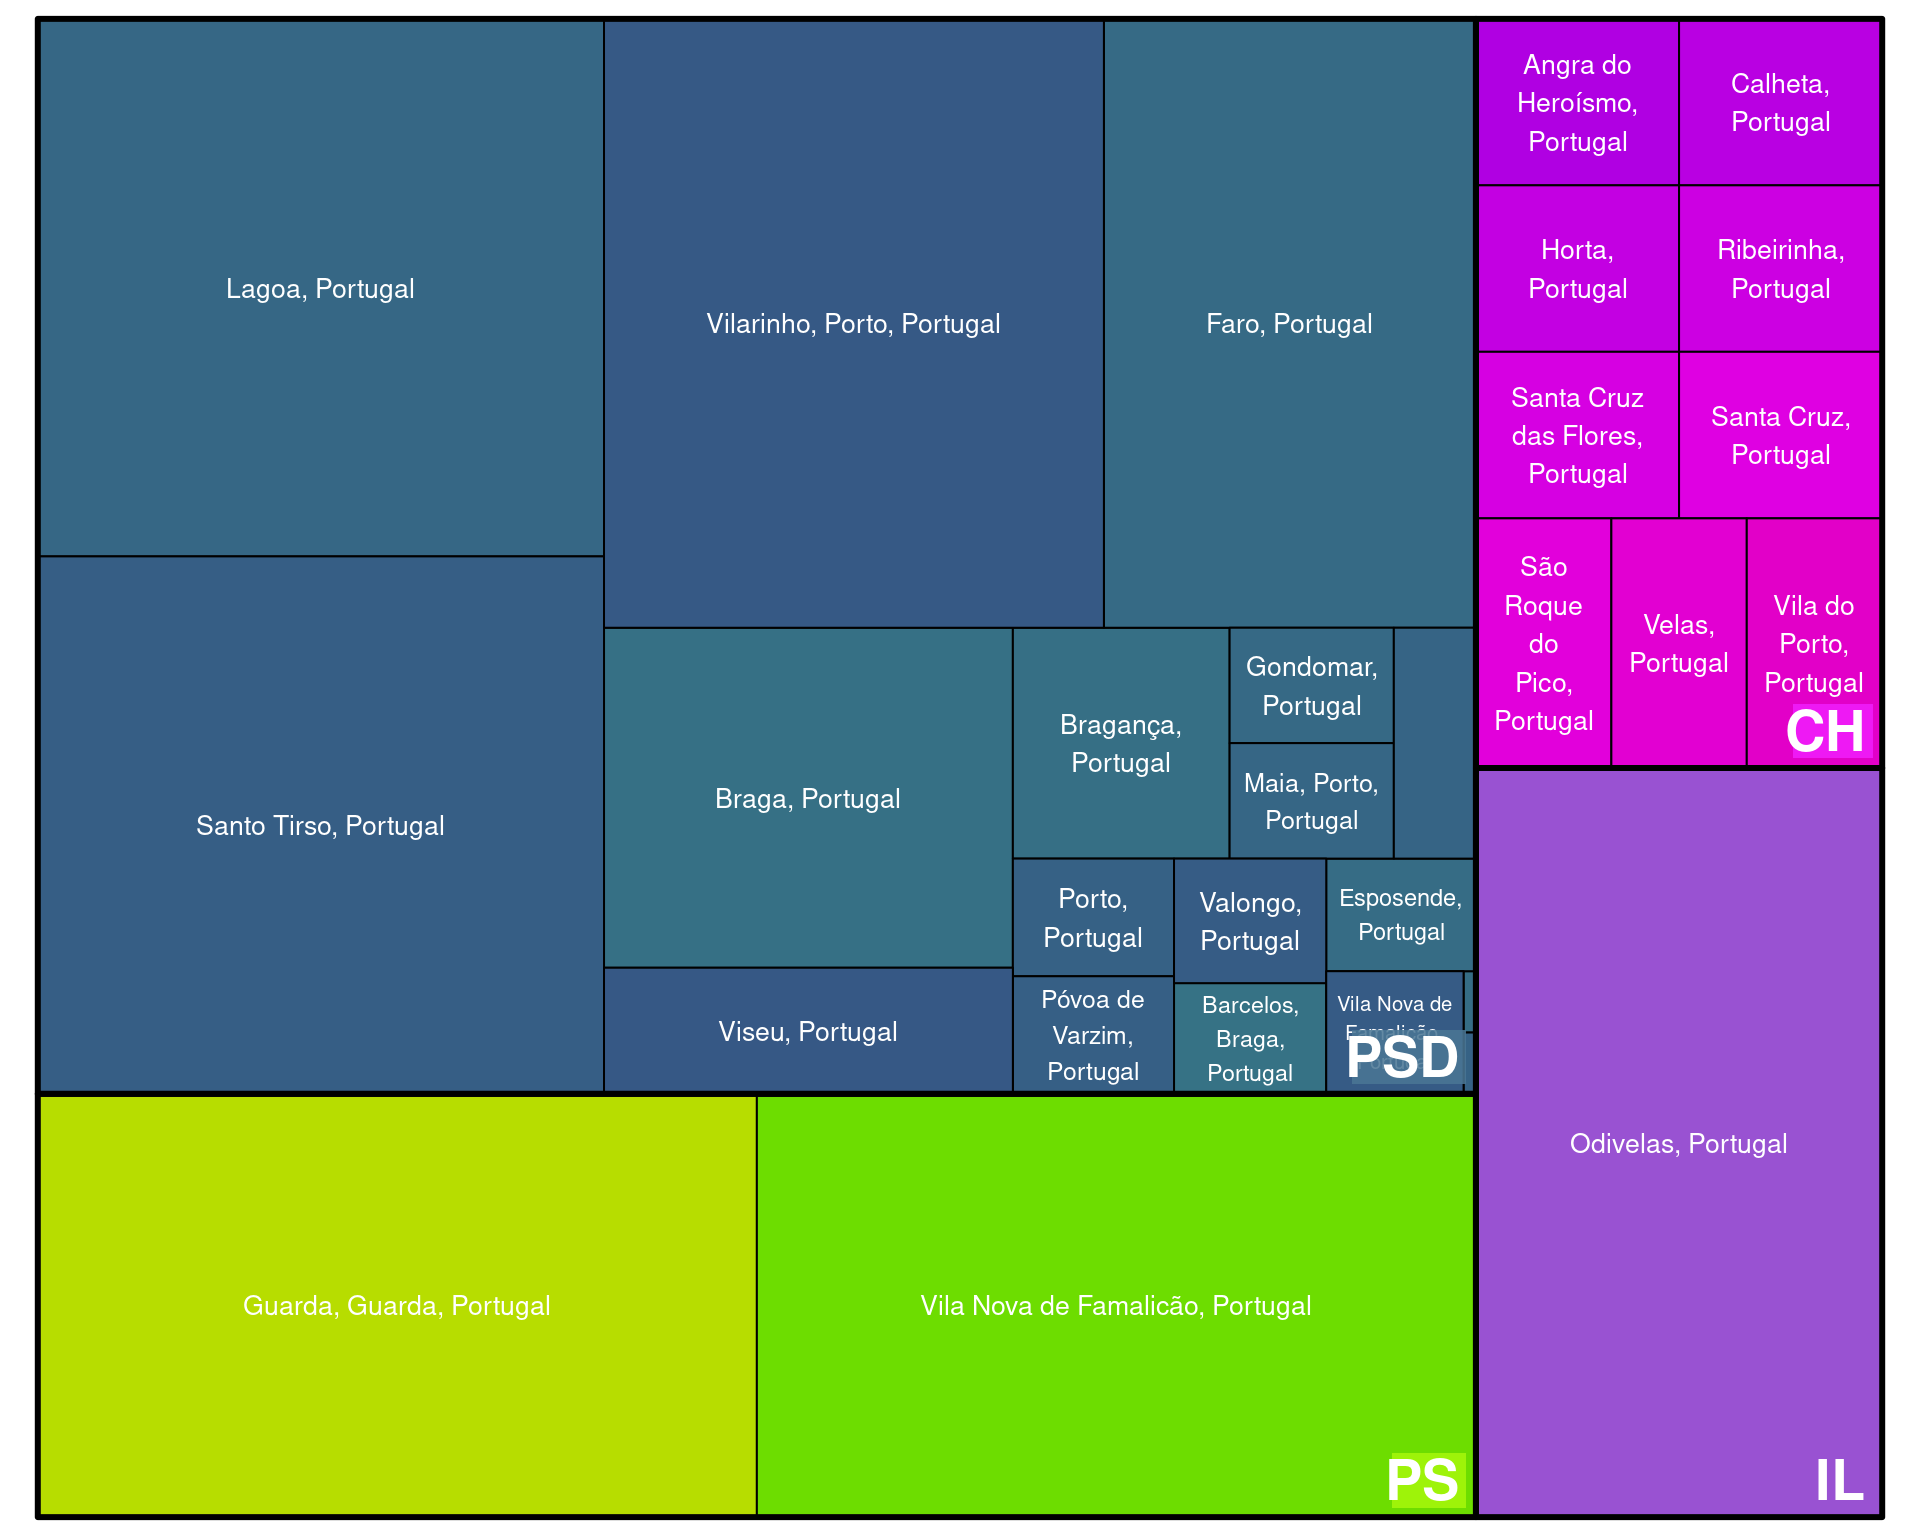 Lagoa, Portugal
Vilarinho, Porto, Portugal
Faro, Portugal
Santo Tirso, Portugal
Braga, Portugal
Viseu, Portugal
Bragança,
Portugal
Gondomar,
Portugal
Maia, Porto,
Portugal
Porto,
Portugal
Valongo,
Portugal
Esposende,
Portugal
Póvoa de
Varzim,
Portugal
Barcelos,
Braga,
Portugal
Vila Nova de
Famalicão,
PSD
Guarda, Guarda, Portugal
Vila Nova de Famalicão, Portugal
PS
Angra do
Heroísmo,
Portugal
Calheta,
Portugal
Horta,
Portugal
Ribeirinha,
Portugal
Santa Cruz
das Flores,
Portugal
Santa Cruz,
Portugal
São
Roque
do
Pico,
Portugal
Velas,
Portugal
Vila do
Porto,
Portugal
CH
Odivelas, Portugal
IL